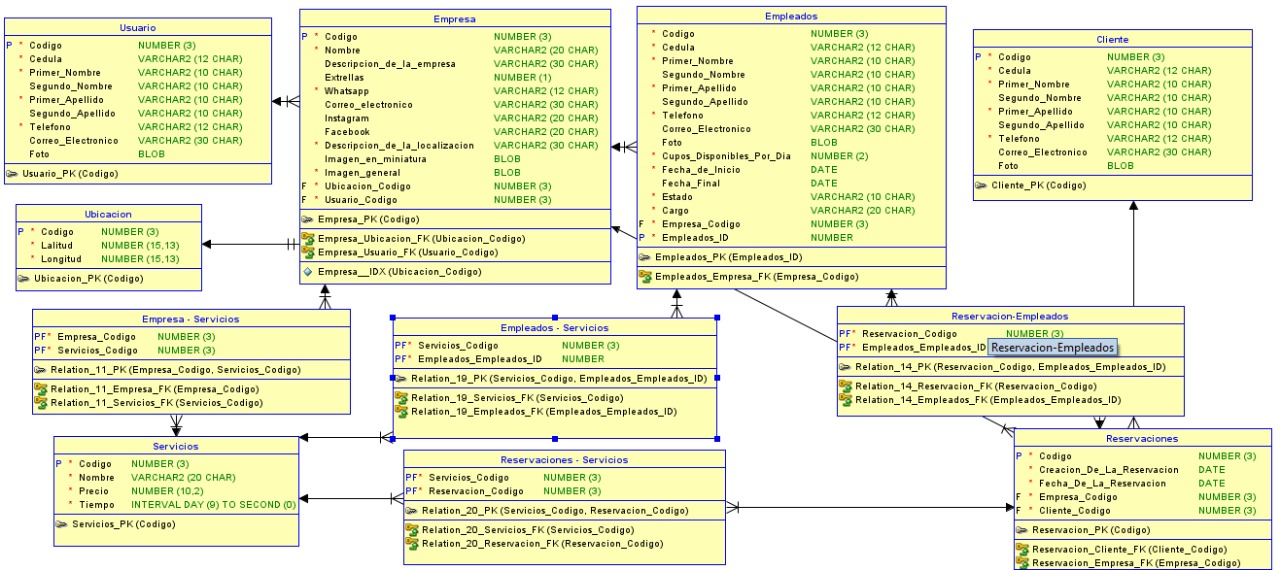 Usuario
P * Codigo NUMBER (3)
* Cedula VARCHAR2 (12 CHAR)
* Primer_Nombre VARCHAR2 (10 CHAR)
Segundo_Nombre VARCHAR2 (10 CHAR)
* Primer_Apellido VARCHAR2 (10 CHAR)
Segundo_Apellido VARCHAR2 (10 CHAR)
* Telefono VARCHAR2 (12 CHAR)
Correo_Electronico VARCHAR2 (30 CHAR)
Foto BLOB
Usuario_PK (Codigo)
Empresa
P * Codigo NUMBER (3)
* Nombre VARCHAR2 (20 CHAR)
Descripcion_de_la_empresa VARCHAR2 (30 CHAR)
Extrellas NUMBER (1)
* Whatsapp VARCHAR2 (12 CHAR)
Correo_electronico VARCHAR2 (30 CHAR)
Instagram VARCHAR2 (20 CHAR)
Facebook VARCHAR2 (20 CHAR)
* Descripcion_de_la_localizacion VARCHAR2 (30 CHAR)
Imagen_en_miniatura BLOB
* Imagen_general BLOB
F * Ubicacion_Codigo NUMBER (3)
F * Usuario_Codigo NUMBER (3)
Empresa_PK (Codigo)
Empresa_Ubicacion_FK (Ubicacion_Codigo)
Empresa_Usuario_FK (Usuario_Codigo)
Empresa__IDX (Ubicacion_Codigo)
Empleados
* Codigo NUMBER (3)
* Cedula VARCHAR2 (12 CHAR)
* Primer_Nombre VARCHAR2 (10 CHAR)
Segundo_Nombre VARCHAR2 (10 CHAR)
* Primer_Apellido VARCHAR2 (10 CHAR)
Segundo_Apellido VARCHAR2 (10 CHAR)
* Telefono VARCHAR2 (12 CHAR)
Correo_Electronico VARCHAR2 (30 CHAR)
Foto BLOB
* Cupos_Disponibles_Por_Dia NUMBER (2)
* Fecha_de_Inicio DATE
Fecha_Final DATE
* Estado VARCHAR2 (10 CHAR)
* Cargo VARCHAR2 (20 CHAR)
F Empresa_Codigo NUMBER (3)
P * Empleados_ID NUMBER
Empleados_PK (Empleados_ID)
Empleados_Empresa_FK (Empresa_Codigo)
Cliente
P * Codigo NUMBER (3)
* Cedula VARCHAR2 (12 CHAR)
* Primer_Nombre VARCHAR2 (10 CHAR)
Segundo_Nombre VARCHAR2 (10 CHAR)
* Primer_Apellido VARCHAR2 (10 CHAR)
Segundo_Apellido VARCHAR2 (10 CHAR)
* Telefono VARCHAR2 (12 CHAR)
Correo_Electronico VARCHAR2 (30 CHAR)
Foto BLOB
Cliente_PK (Codigo)
Ubicacion
P * Codigo NUMBER (3)
* Lalitud NUMBER (15,13)
* Longitud NUMBER (15,13)
Ubicacion_PK (Codigo)
Empresa - Servicios
PF* Empresa_Codigo NUMBER (3)
PF* Servicios_Codigo NUMBER (3)
Relation_11_PK (Empresa_Codigo, Servicios_Codigo)
Relation_11_Empresa_FK (Empresa_Codigo)
Relation_11_Servicios_FK (Servicios_Codigo)
Empleados - Servicios
PF* Servicios_Codigo NUMBER (3)
PF* Empleados_Empleados_ID NUMBER
Relation_19_PK (Servicios_Codigo, Empleados_Empleados_ID)
Relation_19_Servicios_FK (Servicios_Codigo)
Relation_19_Empleados_FK (Empleados_Empleados_ID)
Reservacion-Empleados
PF* Reservacion_Codigo NUMBER (3)
PF* Empleados_Empleados_ID
Reservacion-Empleados
Relation_14_PK (Reservacion_Codigo, Empleados_Empleados_ID)
Relation_14_Reservacion_FK (Reservacion_Codigo)
Relation_14_Empleados_FK (Empleados_Empleados_ID)
Servicios
P * Codigo NUMBER (3)
* Nombre VARCHAR2 (20 CHAR)
* Precio NUMBER (10,2)
* Tiempo INTERVAL DAY (9) TO SECOND (0)
Servicios_PK (Codigo)
Reservaciones - Servicios
PF* Servicios_Codigo NUMBER (3)
PF* Reservacion_Codigo NUMBER (3)
Relation_20_PK (Servicios_Codigo, Reservacion_Codigo)
Relation_20_Servicios_FK (Servicios_Codigo)
Relation_20_Reservacion_FK (Reservacion_Codigo)
Reservaciones
P * Codigo NUMBER (3)
* Creacion_De_La_Reservacion DATE
* Fecha_De_La_Reservacion DATE
F * Empresa_Codigo NUMBER (3)
F * Cliente_Codigo NUMBER (3)
Reservacion_PK (Codigo)
Reservacion_Cliente_FK (Cliente_Codigo)
Reservacion_Empresa_FK (Empresa_Codigo)